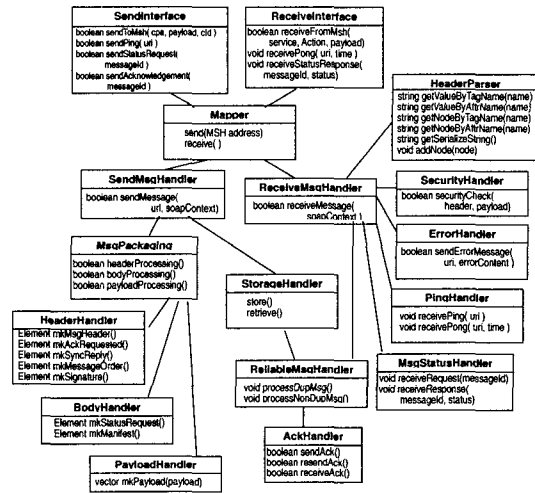 SendInterface
boolean sendToMsh( cpa, payload, cid )
boolean sendPing( uri )
boolean sendStatusRequest(
messageId )
boolean sendAcknowledgement(
messageId )
ReceiveInterface
boolean receiveFromMsh(
service, Action, payload)
void receivePong( uri, time )
void receiveStatusResponse(
messageId, status)
Mapper
send(MSH address)
receive( )
HeaderParser
string getValueByTagName(name)
string getValueByAttrName(name)
string getNodeByTagName(name)
string getNodeByAttrName(name)
string getSerializeString()
void addNode(node)
SendMsgHandler
boolean sendMessage(
url, soapContext)
ReceiveMsgHandler
boolean receiveMessage(
soapContext )
SecurityHandler
boolean securityCheck(
header, payload)
ErrorHandler
boolean sendErrorMessage(
uri, errorContent )
MsgPackaging
boolean headerProcessing()
boolean bodyProcessing()
boolean payloadProcessing()
StorageHandler
store()
retrieve()
PingHandler
void receivePing( uri )
void receivePong( uri, time )
HeaderHandler
Element mkMsgHeader()
Element mkAckRequested()
Element mkSyncReply()
Element mkMessageOrder()
Element mkSignature()
ReliableMsgHandler
void processDupMsg()
void processNonDupMsg()
MsgStatusHandler
void receiveRequest(messageId)
void receiveResponse(
messageId, status)
BodyHandler
Element mkStatusRequest()
Element mkManifest()
AckHandler
boolean sendAck()
boolean resendAck()
boolean receiveAck()
PayloadHandler
vector mkPayload(payload)